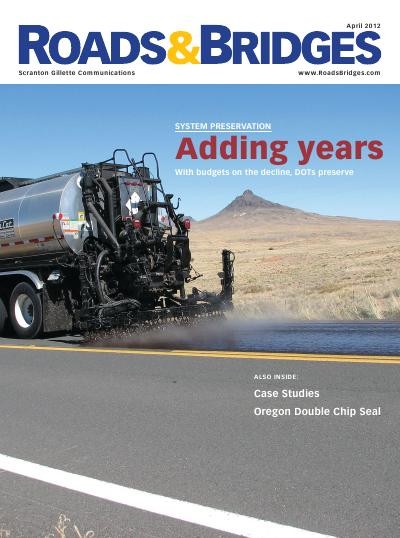 April 2012
ROADS&BRIDGES
Scranton Gillette Communications
www.RoadsBridges.com
SYSTEM PRESERVATION
Adding years
With budgets on the decline, DOTs preserve
ALSO INSIDE:
Case Studies
Oregon Double Chip Seal